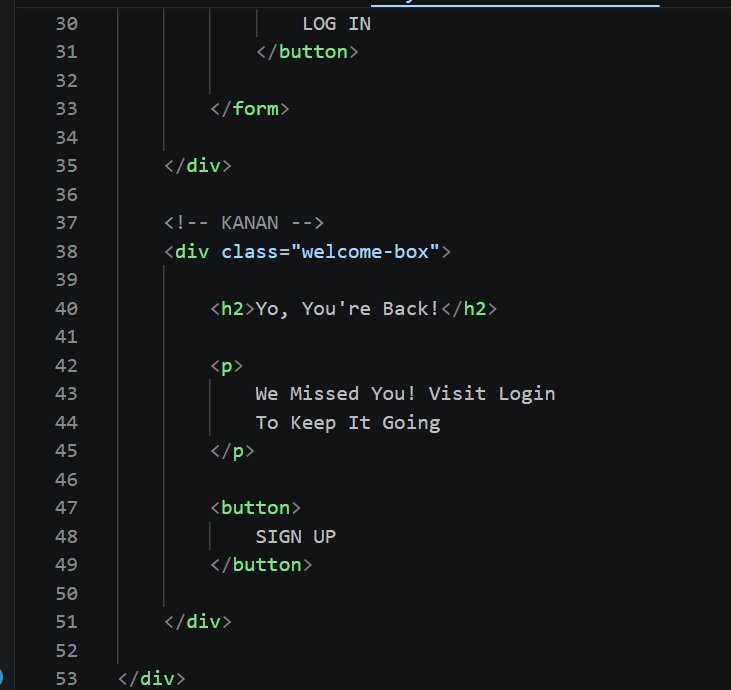 30 LOG IN
31 </button>
32
33 </form>
34
35 </div>
36
37 <!-- KANAN -->
38 <div class="welcome-box">
39
40 <h2>Yo, You're Back!</h2>
41
42 <p>
43 We Missed You! Visit Login
44 To Keep It Going
45 </p>
46
47 <button>
48 SIGN UP
49 </button>
50
51 </div>
52
53 </div>